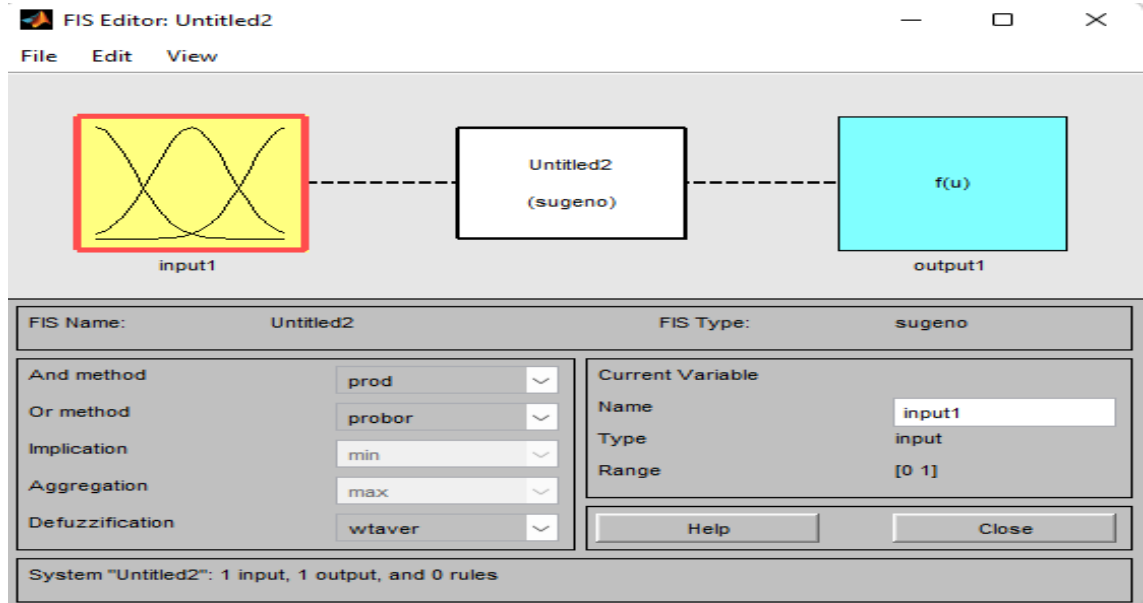 FIS Editor: Untitled2
File Edit View
Untitled2
(sugeno)
f(u)
input1
output1
FIS Name: Untitled2 FIS Type: sugeno
And method prod
Or method probor
Implication min
Aggregation max
Defuzzification wtaver
Current Variable
Name input1
Type input
Range [0 1]
Help Close
System "Untitled2": 1 input, 1 output, and 0 rules